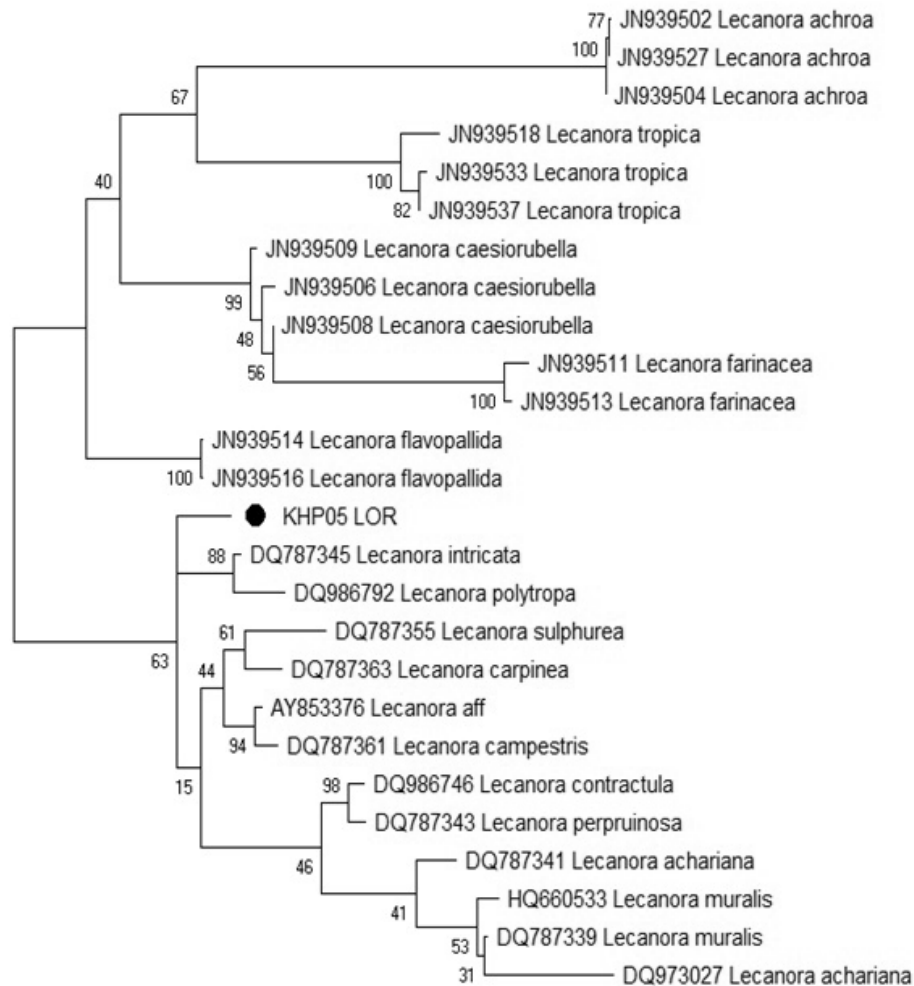 77
JN939502 Lecanora achroa
100
JN939527 Lecanora achroa
JN939504 Lecanora achroa
67
JN939518 Lecanora tropica
JN939533 Lecanora tropica
100
82
JN939537 Lecanora tropica
40
JN939509 Lecanora caesiorubella
JN939506 Lecanora caesiorubella
99
48
JN939508 Lecanora caesiorubella
56
JN939511 Lecanora farinacea
100
JN939513 Lecanora farinacea
JN939514 Lecanora flavopallida
100
JN939516 Lecanora flavopallida
KHP05 LOR
88
DQ787345 Lecanora intricata
DQ986792 Lecanora polytropa
61
DQ787355 Lecanora sulphurea
63
44
DQ787363 Lecanora carpinea
AY853376 Lecanora aff
94
DQ787361 Lecanora campestris
15
98
DQ986746 Lecanora contractula
DQ787343 Lecanora perpruinosa
46
DQ787341 Lecanora achariana
41
HQ660533 Lecanora muralis
53
DQ787339 Lecanora muralis
31
DQ973027 Lecanora achariana